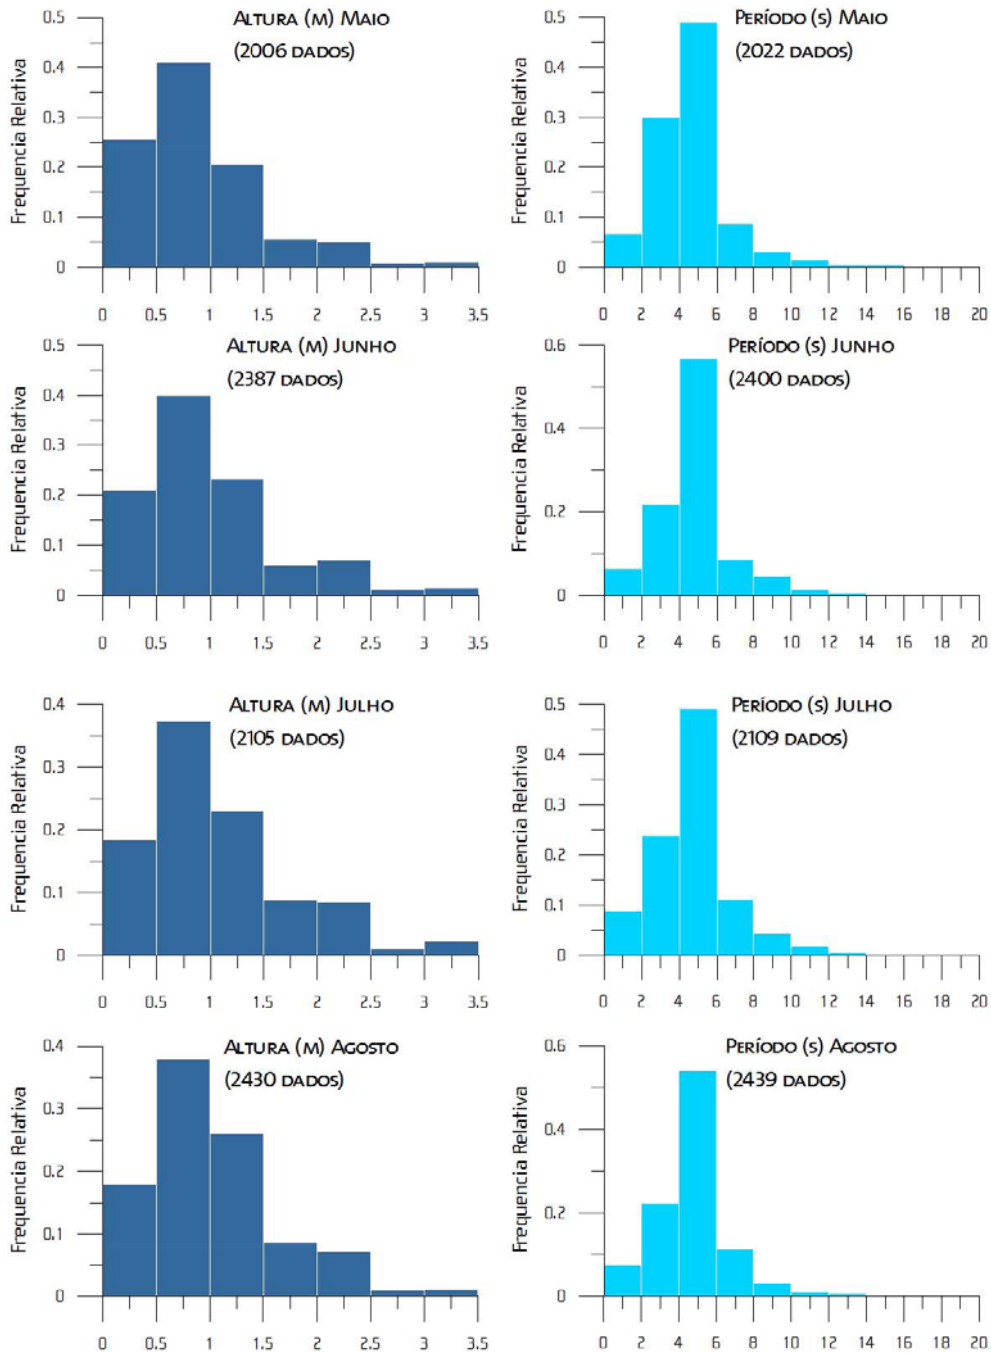 ALTURA (M) MAIO
(2006 DADOS)
Frequencia Relativa
0.5
0.4
0.3
0.2
0.1
0
0 0.5 1 1.5 2 2.5 3 3.5
PERÍODO (S) MAIO
(2022 DADOS)
Frequencia Relativa
0.5
0.4
0.3
0.2
0.1
0
0 2 4 6 8 10 12 14 16 18 20
ALTURA (M) JUNHO
(2387 DADOS)
Frequencia Relativa
0.5
0.4
0.3
0.2
0.1
0
0 0.5 1 1.5 2 2.5 3 3.5
PERÍODO (S) JUNHO
(2400 DADOS)
Frequencia Relativa
0.6
0.4
0.2
0
0 2 4 6 8 10 12 14 16 18 20
ALTURA (M) JULHO
(2105 DADOS)
Frequencia Relativa
0.4
0.3
0.2
0.1
0
0 0.5 1 1.5 2 2.5 3 3.5
PERÍODO (S) JULHO
(2109 DADOS)
Frequencia Relativa
0.5
0.4
0.3
0.2
0.1
0
0 2 4 6 8 10 12 14 16 18 20
ALTURA (M) AGOSTO
(2430 DADOS)
Frequencia Relativa
0.4
0.3
0.2
0.1
0
0 0.5 1 1.5 2 2.5 3 3.5
PERÍODO (S) AGOSTO
(2439 DADOS)
Frequencia Relativa
0.6
0.4
0.2
0
0 2 4 6 8 10 12 14 16 18 20